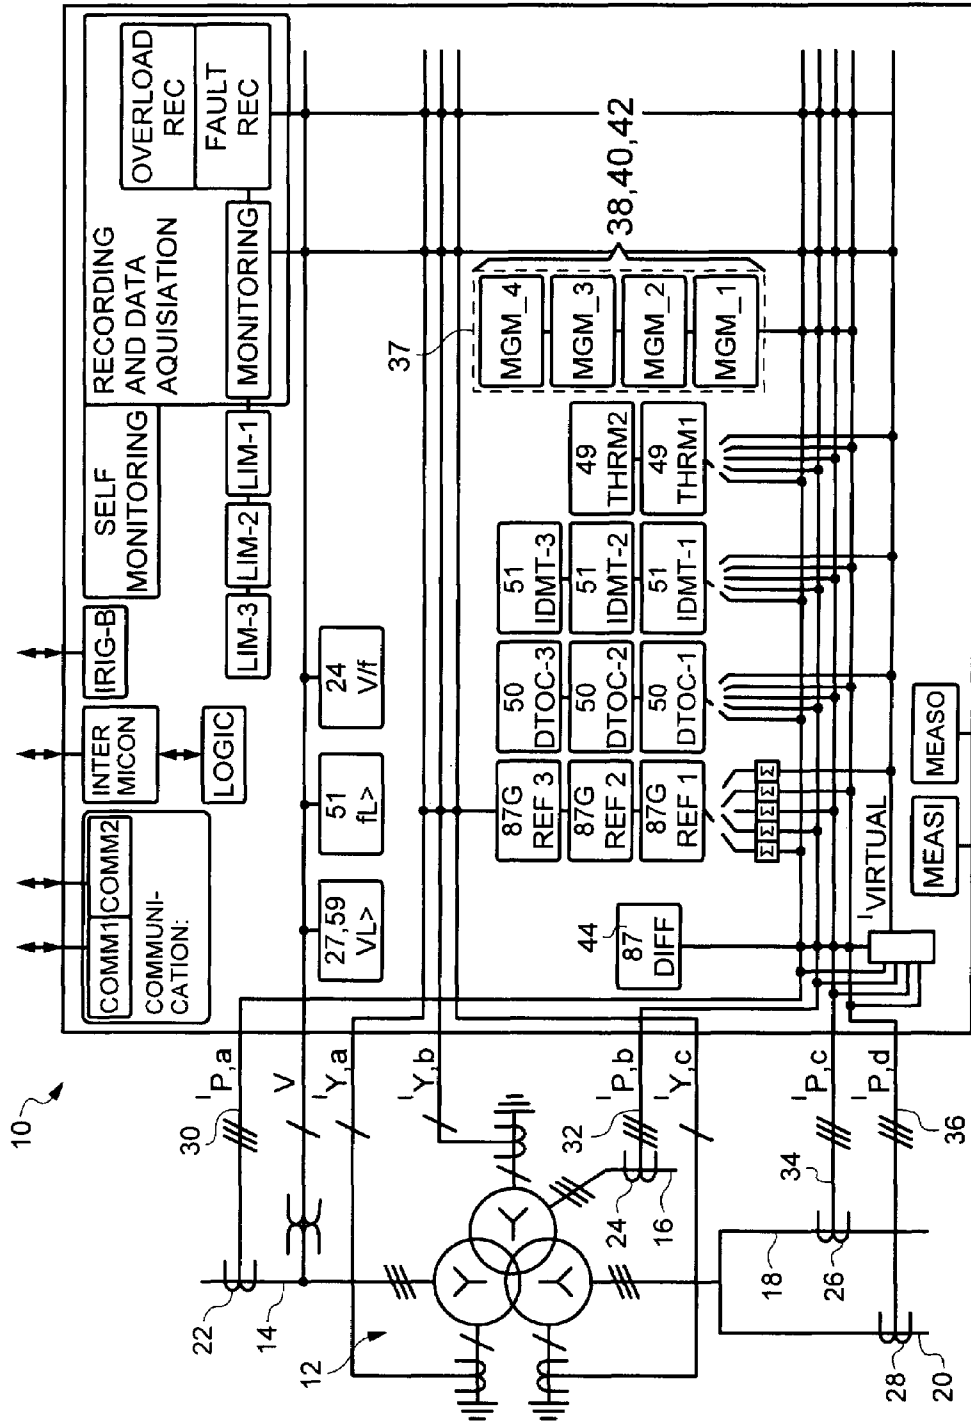 10
COMM1
COMM2
COMMUNI-
CATION:
INTER
MICON
LOGIC
IRIG-B
SELF
MONITORING
RECORDING
AND DATA
AQUISIATION
OVERLOAD
REC
FAULT
REC
MONITORING
LIM-3
LIM-2
LIM-1
27,59
VL>
51
fL>
24
V/f
22
30
IP,a
14
V
IY,a
12
IY,b
24
16
32
IP,b
IY,c
18
26
34
IP,c
28
20
36
IP,d
44
87
DIFF
87G
REF 3
87G
REF 2
87G
REF 1
Σ
Σ
Σ
Σ
Σ
50
DTOC-3
50
DTOC-2
50
DTOC-1
51
IDMT-3
51
IDMT-2
51
IDMT-1
49
THRM2
49
THRM1
37
MGM_4
MGM_3
MGM_2
MGM_1
38,40,42
IVIRTUAL
MEASI
MEASO